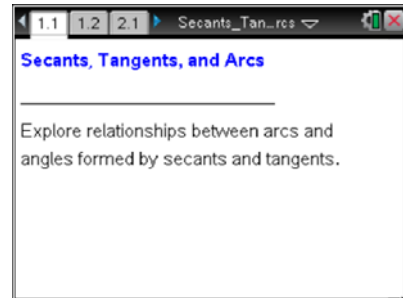 1.1 1.2 2.1 Secants_Tan...rcs
Secants, Tangents, and Arcs
Explore relationships between arcs and
angles formed by secants and tangents.